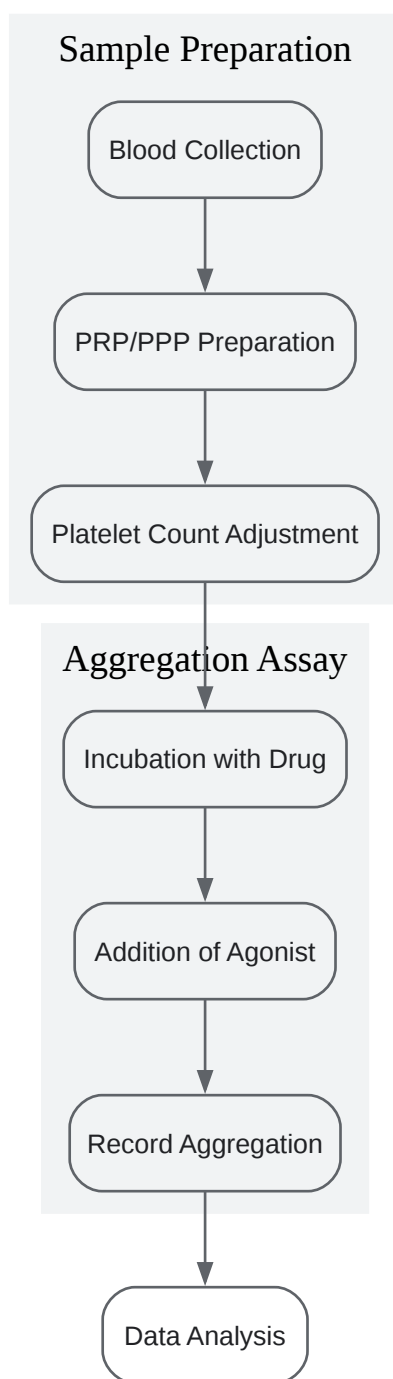 Sample Preparation
Blood Collection
PRP/PPP Preparation
Platelet Count Adjustment
Aggregation Assay
Incubation with Drug
Addition of Agonist
Record Aggregation
Data Analysis